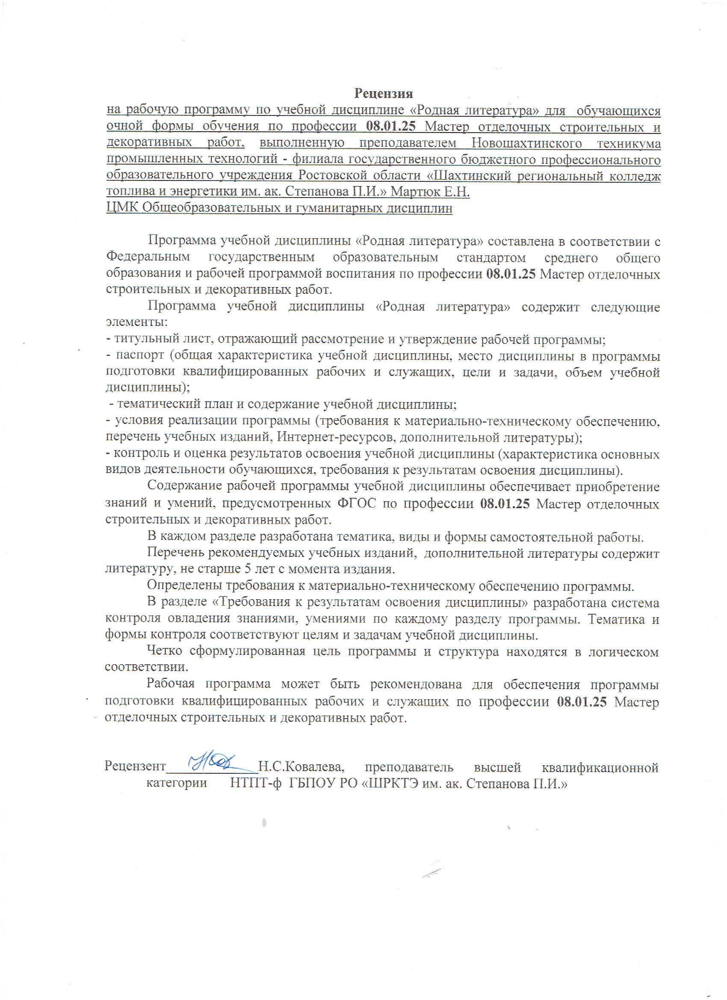 Рецензия
на рабочую программу по учебной дисциплине «Родная литература» для обучающихся
очной формы обучения по профессии 08.01.25 Мастер отделочных строительных и
декоративных работ, выполненную преподавателем Новошахтинского техникума
промышленных технологий - филиала государственного бюджетного профессионального
образовательного учреждения Ростовской области «Шахтинский региональный колледж
топлива и энергетики им. ак. Степанова П.И.» Мартюк Е.Н.
ЦМК Общеобразовательных и гуманитарных дисциплин
Программа учебной дисциплины «Родная литература» составлена в соответствии с
Федеральным государственным образовательным стандартом среднего общего
образования и рабочей программой воспитания по профессии 08.01.25 Мастер отделочных
строительных и декоративных работ.
Программа учебной дисциплины «Родная литература» содержит следующие
элементы:
- титульный лист, отражающий рассмотрение и утверждение рабочей программы;
- паспорт (общая характеристика учебной дисциплины, место дисциплины в программы
подготовки квалифицированных рабочих и служащих, цели и задачи, объем учебной
дисциплины);
- тематический план и содержание учебной дисциплины;
- условия реализации программы (требования к материально-техническому обеспечению,
перечень учебных изданий, Интернет-ресурсов, дополнительной литературы);
- контроль и оценка результатов освоения учебной дисциплины (характеристика основных
видов деятельности обучающихся, требования к результатам освоения дисциплины).
Содержание рабочей программы учебной дисциплины обеспечивает приобретение
знаний и умений, предусмотренных ФГОС по профессии 08.01.25 Мастер отделочных
строительных и декоративных работ.
В каждом разделе разработана тематика, виды и формы самостоятельной работы.
Перечень рекомендуемых учебных изданий, дополнительной литературы содержит
литературу, не старше 5 лет с момента издания.
Определены требования к материально-техническому обеспечению программы.
В разделе «Требования к результатам освоения дисциплины» разработана система
контроля овладения знаниями, умениями по каждому разделу программы. Тематика и
формы контроля соответствуют целям и задачам учебной дисциплины.
Четко сформулированная цель программы и структура находятся в логическом
соответствии.
Рабочая программа может быть рекомендована для обеспечения программы
подготовки квалифицированных рабочих и служащих по профессии 08.01.25 Мастер
отделочных строительных и декоративных работ.
Рецензент______________Н.С.Ковалева, преподаватель высшей квалификационной
категории НТПТ-ф ГБПОУ РО «ШРКТЭ им. ак. Степанова П.И.»